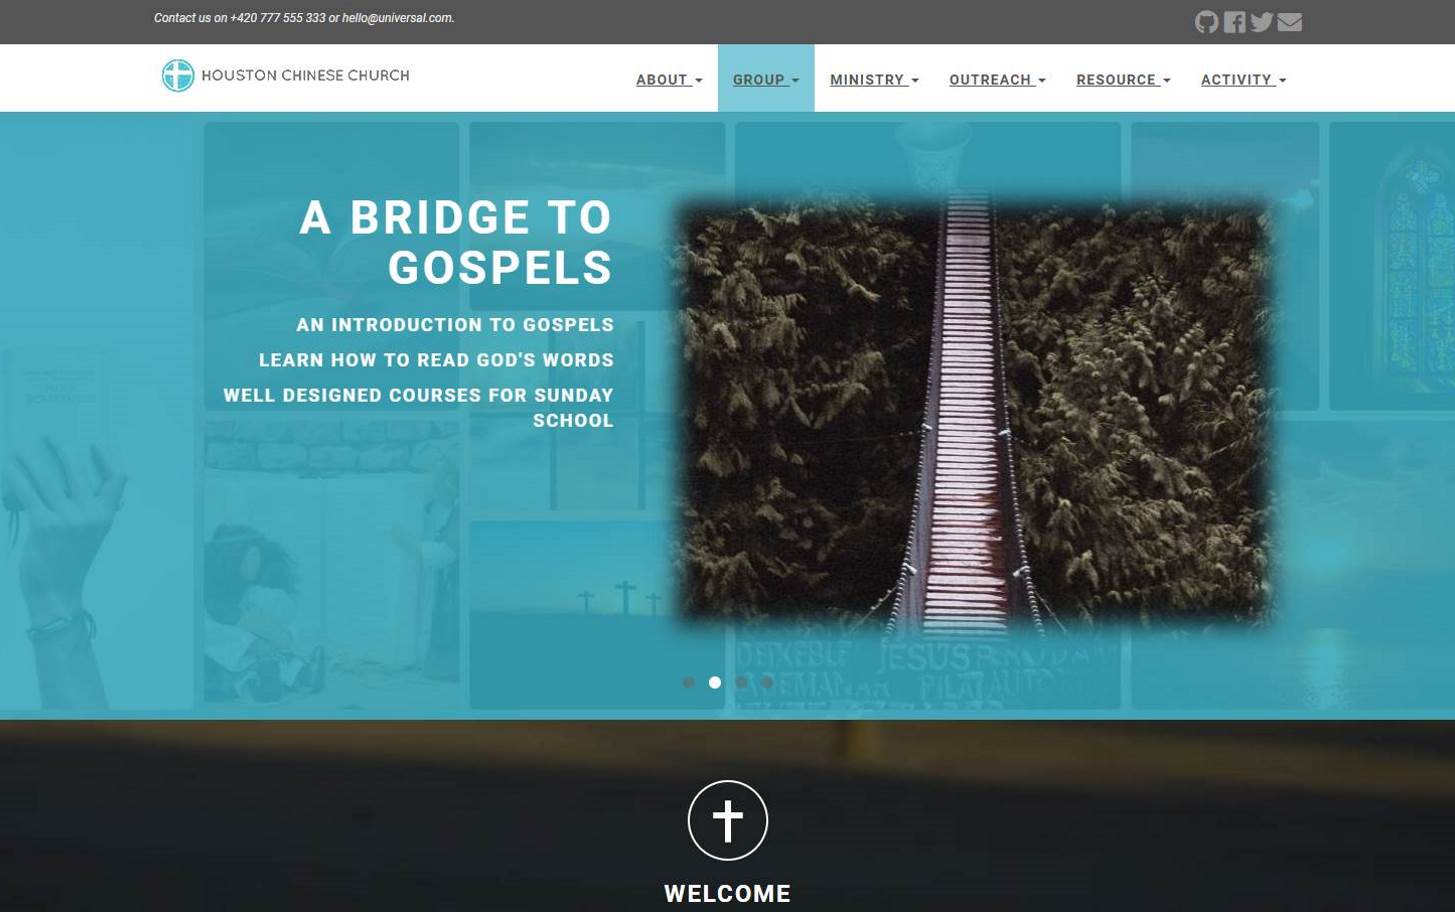 Contact us on +420 777 555 333 or hello@universal.com.
HOUSTON CHINESE CHURCH
ABOUT
GROUP
MINISTRY
OUTREACH
RESOURCE
ACTIVITY
A BRIDGE TO
GOSPELS
AN INTRODUCTION TO GOSPELS
LEARN HOW TO READ GOD'S WORDS
WELL DESIGNED COURSES FOR SUNDAY
SCHOOL
JESUS
WELCOME